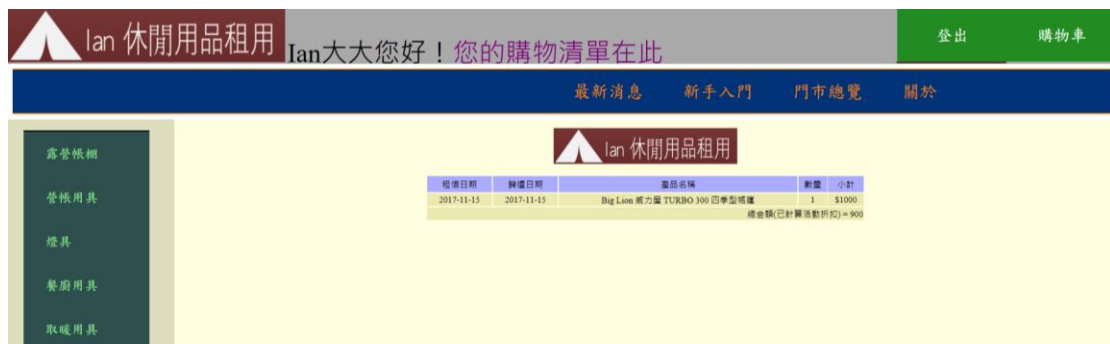 Ian 休閒用品租用
Ian大大您好！您的購物清單在此
登出 購物車
最新消息 新手入門 門市總覽 關於
露營帳棚
營帳用具
燈具
餐廚用具
取暖用具
Ian 休閒用品租用
租借日期 歸還日期 產品名稱 數量 小計
2017-11-15 2017-11-15 Big Lion 威力屋 TURBO 300 四季型帳篷 1 $1000
總金額(已計算活動折扣) = 900